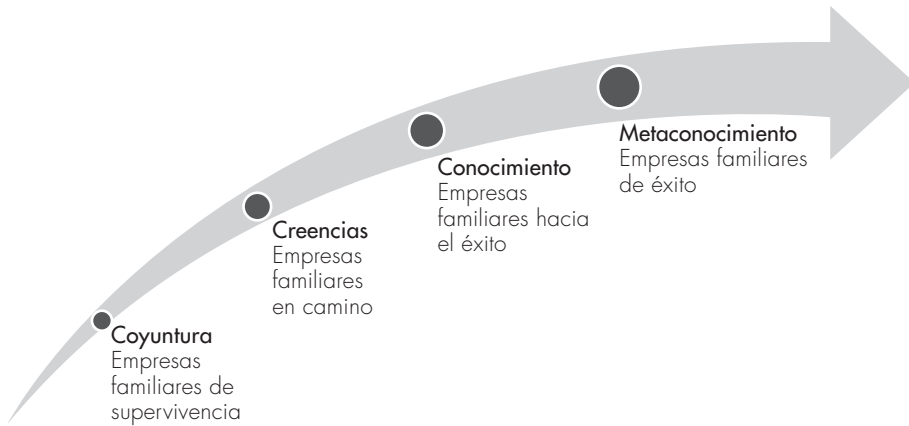 Metaconocimiento
Empresas familiares
de éxito
Conocimiento
Empresas
familiares hacia
el éxito
Creencias
Empresas
familiares
en camino
Coyuntura
Empresas
familiares de
supervivencia